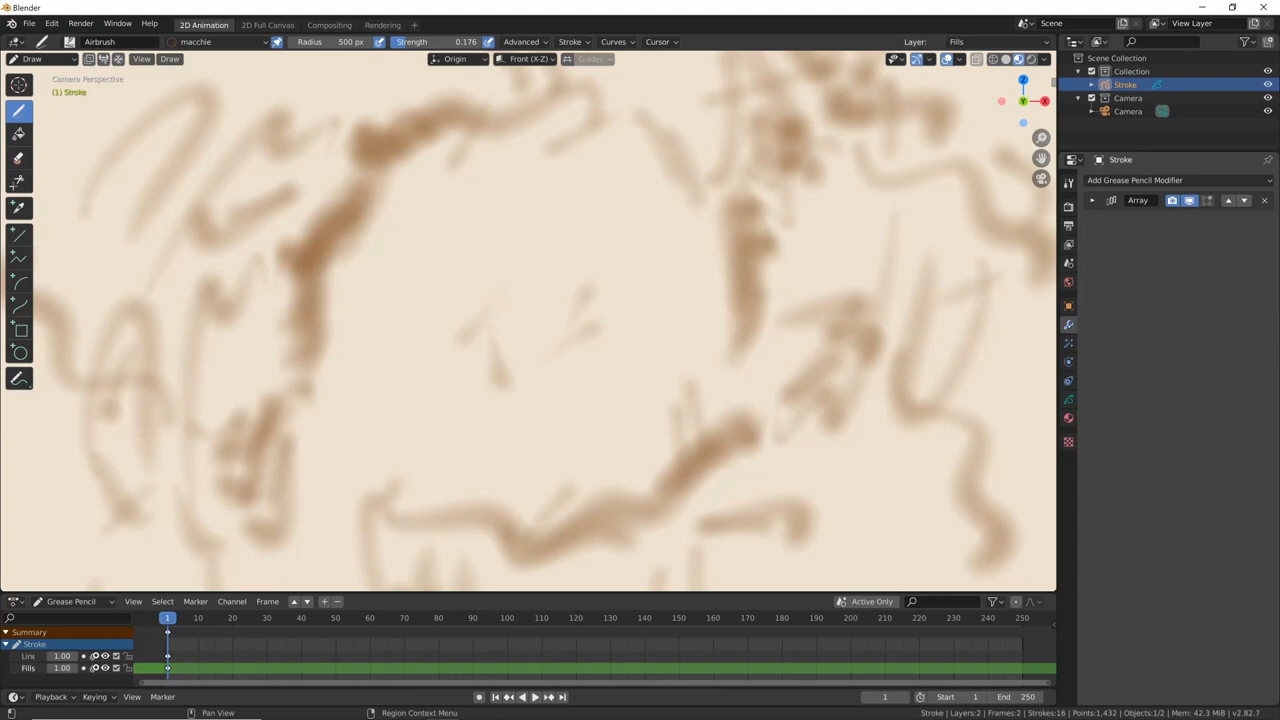 Blender
File Edit Render Window Help 2D Animation 2D Full Canvas Compositing Rendering Scene View Layer
Airbrush macchie Radius 500 px Strength 0.176 Advanced Stroke Curves Cursor Layer: Fills
Draw View Draw Origin Front (X-Z) Guides
Camera Perspective
(1) Stroke
Z
Y
X
Scene Collection
Collection
Stroke
Camera
Camera
Stroke
Add Grease Pencil Modifier
Array
Grease Pencil View Select Marker Channel Frame Active Only
1 10 20 30 40 50 60 70 80 90 100 110 120 130 140 150 160 170 180 190 200 210 220 230 240 250
Summary
Stroke
Line 1.00
Fills 1.00
Playback Keying View Marker 1 Start 1 End 250
Pan View Region Context Menu Stroke | Layers:2 | Frames:2 | Strokes:16 | Points:1,432 | Objects:1/2 | Mem: 42.3 MiB | v2.82.7